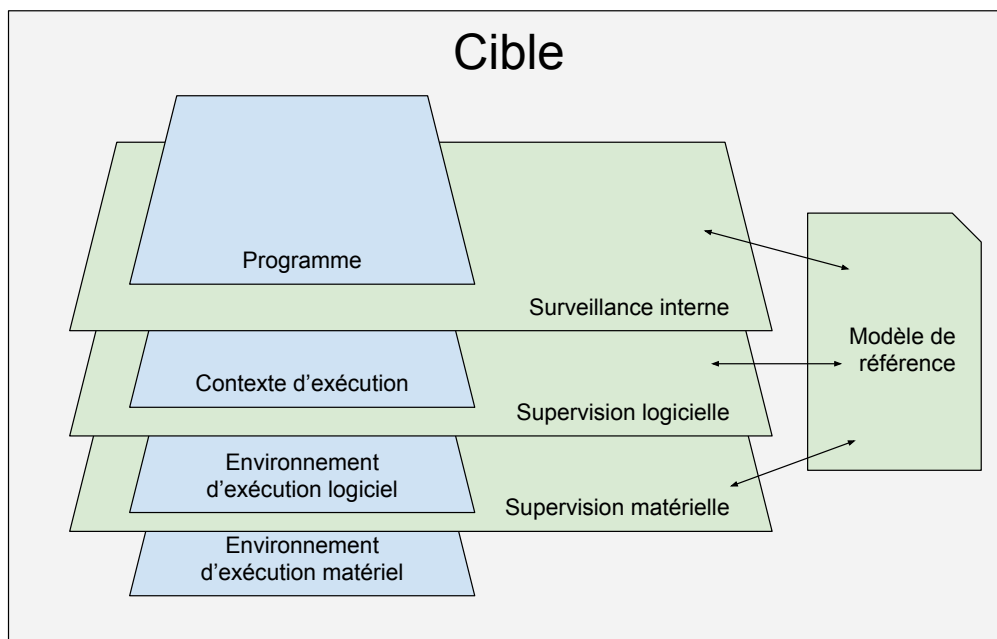 Cible
Programme
Surveillance interne
Modèle de
référence
Contexte d'exécution
Supervision logicielle
Environnement
d'exécution logiciel
Supervision matérielle
Environnement
d'exécution matériel